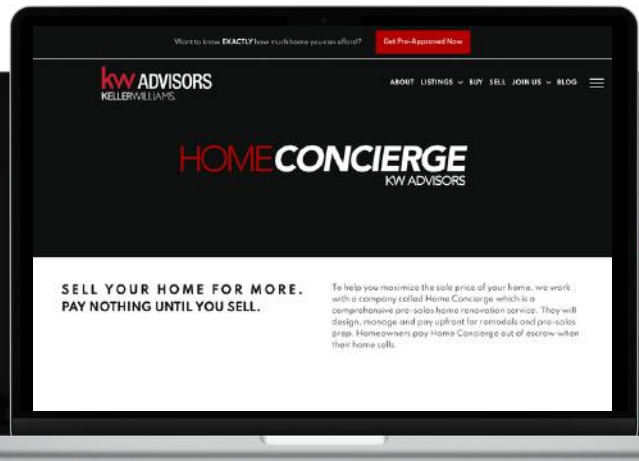 Want to know EXACTLY how much home you can afford? Get Pre-Approved Now
kw ADVISORS
KELLERWILLIAMS.
ABOUT LISTINGS BUY SELL JOIN US BLOG
HOMECONCIERGE
KW ADVISORS
SELL YOUR HOME FOR MORE.
PAY NOTHING UNTIL YOU SELL.
To help you maximize the sale price of your home, we work
with a company called Home Concierge which is a
comprehensive pre-sales home renovation service. They will
design, manage and pay upfront for remodels and pre-sales
prep. Homeowners pay Home Concierge out of escrow when
their home sells.